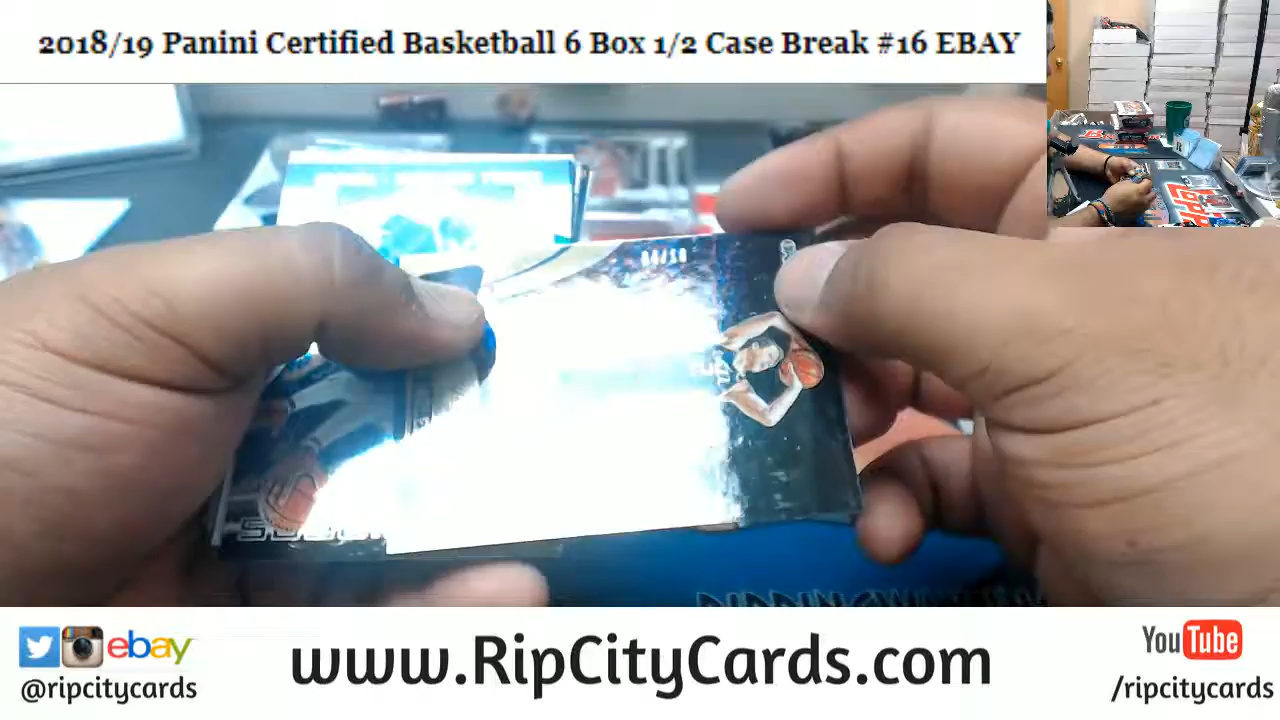 2018/19 Panini Certified Basketball 6 Box 1/2 Case Break #16 EBAY
ebay
@ripcitycards
www.RipCityCards.com
YouTube
/ripcitycards